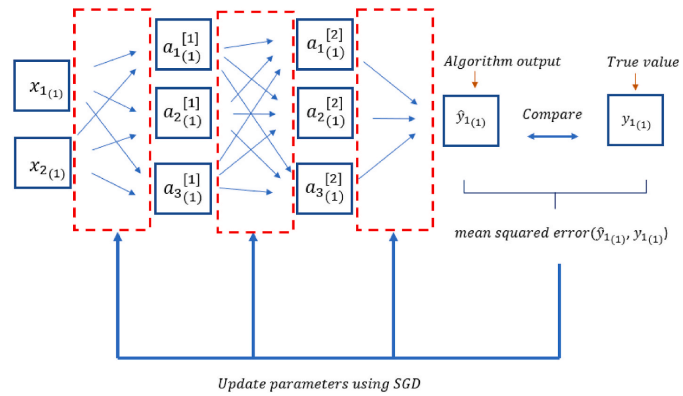 x₁₍₁₎
x₂₍₁₎
a₁₍₁₎^[1]
a₂₍₁₎^[1]
a₃₍₁₎^[1]
a₁₍₁₎^[2]
a₂₍₁₎^[2]
a₃₍₁₎^[2]
Algorithm output
True value
ŷ₁₍₁₎
Compare
y₁₍₁₎
mean squared error(ŷ₁₍₁₎, y₁₍₁₎)
Update parameters using SGD